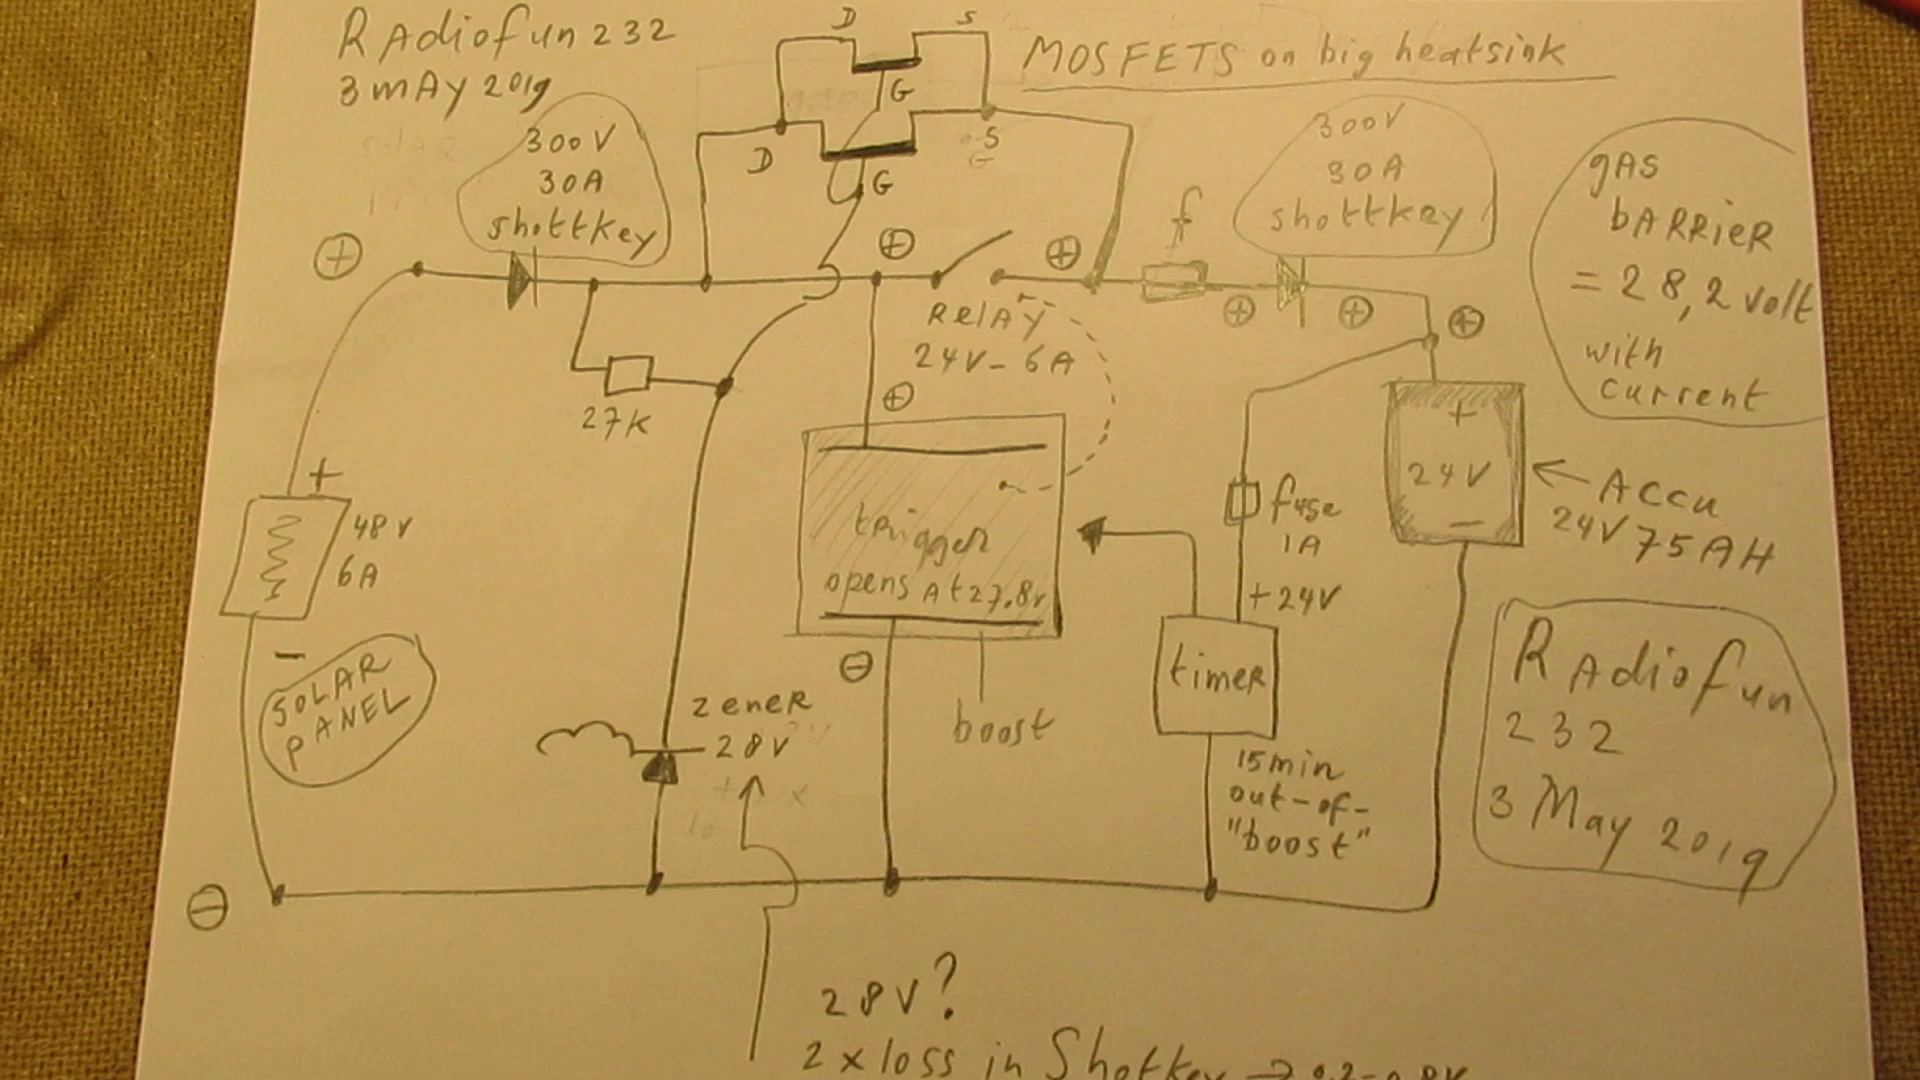 RAdiofun232
3 mAy 2019
D
S
MOSFETS on big heatsink
G
D
S
G
G
300V
30A
shottkey
300V
30A
shottkey
gAS
bARRieR
= 28,2 volt
with
current
+
+
+
f
+
+
+
RelAy
24V-6A
27K
+
+
48V
6A
-
SOLAR
PANEL
trigger
opens At 27.8v
-
boost
fuse
1A
+24V
timeR
15min
out-of-
"boost"
+
24V
-
Accu
24V 75AH
RAdiofun
232
3 May 2019
zeneR
28V
-
28V?
2 x loss in Shottkey